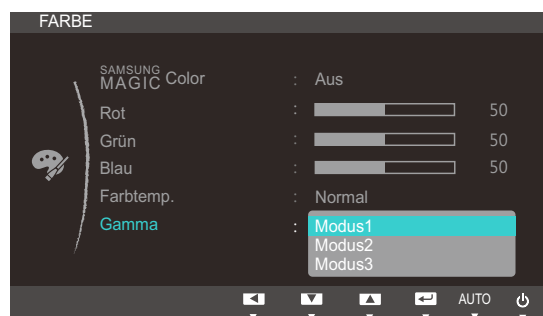 FARBE
SAMSUNG MAGIC Color : Aus
Rot : 50
Grün : 50
Blau : 50
Farbtemp. : Normal
Gamma : Modus1
Modus2
Modus3
AUTO